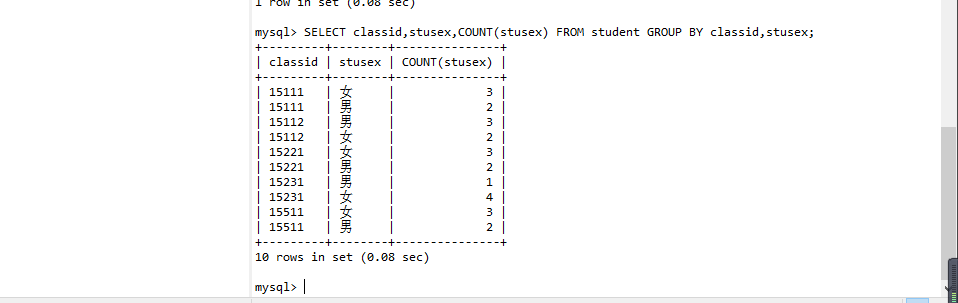 1 row in set (0.08 sec)
mysql> SELECT classid,stusex,COUNT(stusex) FROM student GROUP BY classid,stusex;
+---------+--------+---------------+
| classid | stusex | COUNT(stusex) |
+---------+--------+---------------+
| 15111 | 女 | 3 |
| 15111 | 男 | 2 |
| 15112 | 男 | 3 |
| 15112 | 女 | 2 |
| 15221 | 女 | 3 |
| 15221 | 男 | 2 |
| 15231 | 男 | 1 |
| 15231 | 女 | 4 |
| 15511 | 女 | 3 |
| 15511 | 男 | 2 |
+---------+--------+---------------+
10 rows in set (0.08 sec)
mysql>